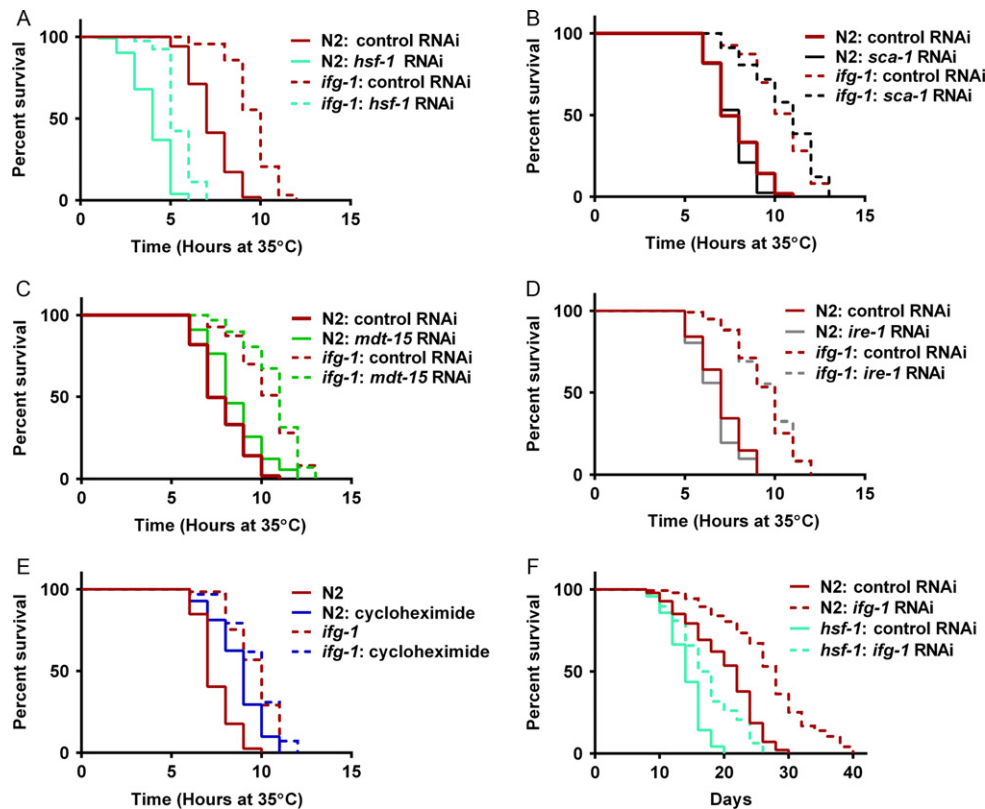 A
Percent survival
100
50
0
0 5 10 15
Time (Hours at 35°C)
N2: control RNAi
N2: hsf-1 RNAi
ifg-1: control RNAi
ifg-1: hsf-1 RNAi
B
Percent survival
100
50
0
0 5 10 15
Time (Hours at 35°C)
N2: control RNAi
N2: sca-1 RNAi
ifg-1: control RNAi
ifg-1: sca-1 RNAi
C
Percent survival
100
50
0
0 5 10 15
Time (Hours at 35°C)
N2: control RNAi
N2: mdt-15 RNAi
ifg-1: control RNAi
ifg-1: mdt-15 RNAi
D
Percent survival
100
50
0
0 5 10 15
Time (Hours at 35°C)
N2: control RNAi
N2: ire-1 RNAi
ifg-1: control RNAi
ifg-1: ire-1 RNAi
E
Percent survival
100
50
0
0 5 10 15
Time (Hours at 35°C)
N2
N2: cycloheximide
ifg-1
ifg-1: cycloheximide
F
Percent survival
100
50
0
0 10 20 30 40
Days
N2: control RNAi
N2: ifg-1 RNAi
hsf-1: control RNAi
hsf-1: ifg-1 RNAi